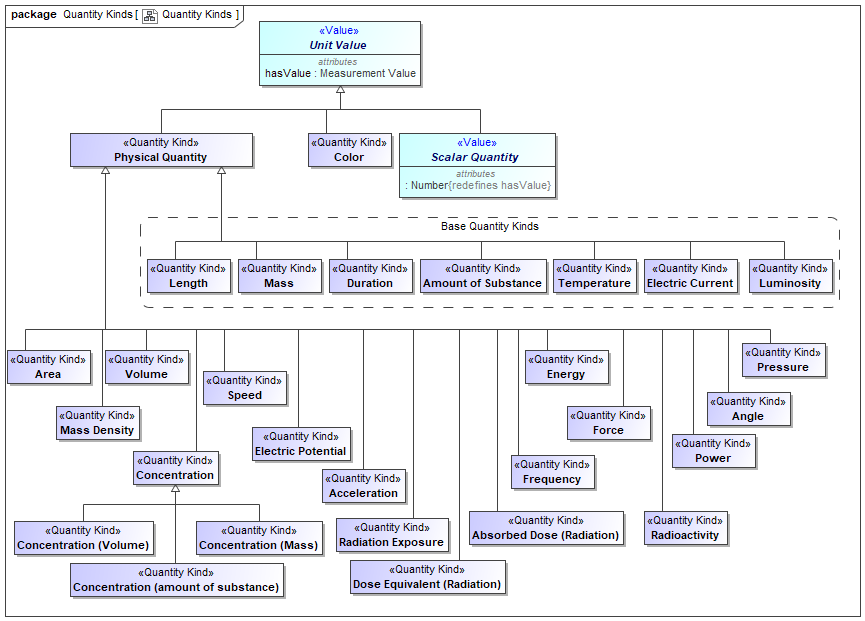 package Quantity Kinds [ Quantity Kinds ]
«Value»
Unit Value
attributes
hasValue : Measurement Value
«Quantity Kind»
Physical Quantity
«Quantity Kind»
Color
«Value»
Scalar Quantity
attributes
: Number{redefines hasValue}
Base Quantity Kinds
«Quantity Kind»
Length
«Quantity Kind»
Mass
«Quantity Kind»
Duration
«Quantity Kind»
Amount of Substance
«Quantity Kind»
Temperature
«Quantity Kind»
Electric Current
«Quantity Kind»
Luminosity
«Quantity Kind»
Area
«Quantity Kind»
Volume
«Quantity Kind»
Speed
«Quantity Kind»
Energy
«Quantity Kind»
Pressure
«Quantity Kind»
Mass Density
«Quantity Kind»
Electric Potential
«Quantity Kind»
Force
«Quantity Kind»
Angle
«Quantity Kind»
Concentration
«Quantity Kind»
Acceleration
«Quantity Kind»
Frequency
«Quantity Kind»
Power
«Quantity Kind»
Concentration (Volume)
«Quantity Kind»
Concentration (Mass)
«Quantity Kind»
Radiation Exposure
«Quantity Kind»
Absorbed Dose (Radiation)
«Quantity Kind»
Radioactivity
«Quantity Kind»
Concentration (amount of substance)
«Quantity Kind»
Dose Equivalent (Radiation)